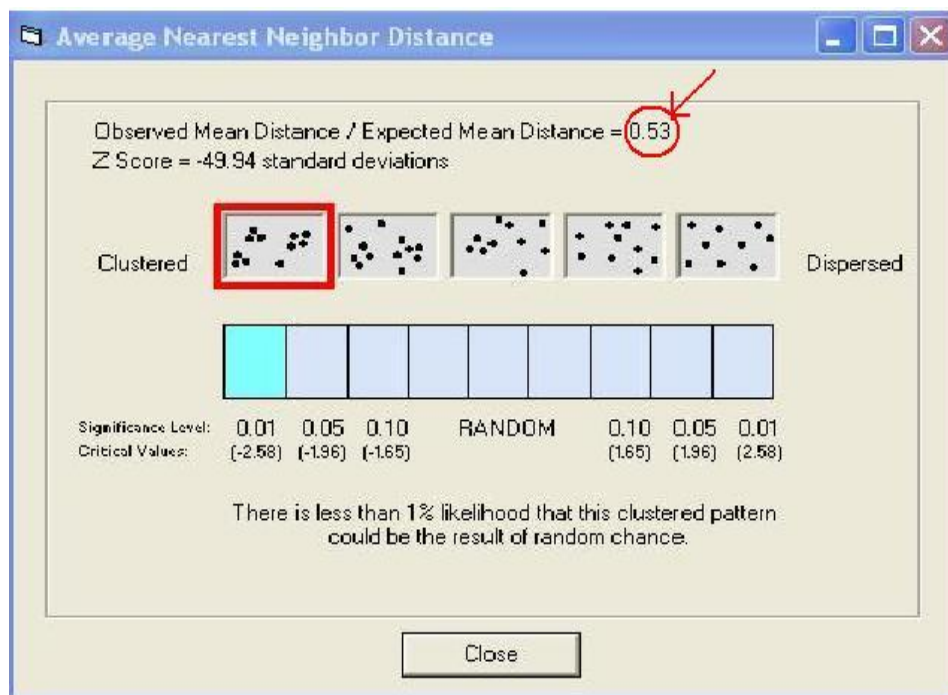 Average Nearest Neighbor Distance
Observed Mean Distance / Expected Mean Distance = 0.53
Z Score = -49.94 standard deviations
Clustered
Dispersed
Significance Level: 0.01 0.05 0.10 RANDOM 0.10 0.05 0.01
Critical Values: (-2.58) (-1.96) (-1.65) (1.65) (1.96) (2.58)
There is less than 1% likelihood that this clustered pattern
could be the result of random chance.
Close